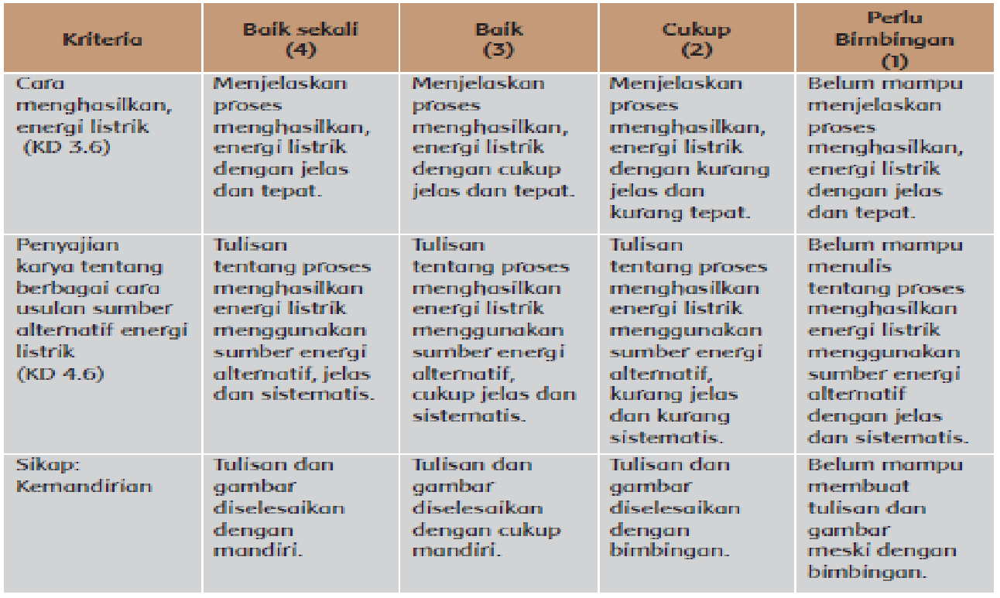 Kriteria
Baik sekali
(4)
Baik
(3)
Cukup
(2)
Perlu
Bimbingan
(1)
Cara
menghasilkan,
energi listrik
(KD 3.6)
Menjelaskan
proses
menghasilkan,
energi listrik
dengan jelas
dan tepat.
Menjelaskan
proses
menghasilkan,
energi listrik
dengan cukup
jelas dan tepat.
Menjelaskan
proses
menghasilkan,
energi listrik
dengan kurang
jelas dan
kurang tepat.
Belum mampu
menjelaskan
proses
menghasilkan,
energi listrik
dengan jelas
dan tepat.
Penyajian
karya tentang
berbagai cara
usulan sumber
alternatif energi
listrik
(KD 4.6)
Tulisan
tentang proses
menghasilkan
energi listrik
menggunakan
sumber energi
alternatif, jelas
dan sistematis.
Tulisan
tentang proses
menghasilkan
energi listrik
menggunakan
sumber energi
alternatif,
cukup jelas dan
sistematis.
Tulisan
tentang proses
menghasilkan
energi listrik
menggunakan
sumber energi
alternatif,
kurang jelas
dan kurang
sistematis.
Belum mampu
menulis
tentang proses
menghasilkan
energi listrik
menggunakan
sumber energi
alternatif
dengan jelas
dan sistematis.
Sikap:
Kemandirian
Tulisan dan
gambar
diselesaikan
dengan
mandiri.
Tulisan dan
gambar
diselesaikan
dengan cukup
mandiri.
Tulisan dan
gambar
diselesaikan
dengan
bimbingan.
Belum mampu
membuat
tulisan dan
gambar
meski dengan
bimbingan.